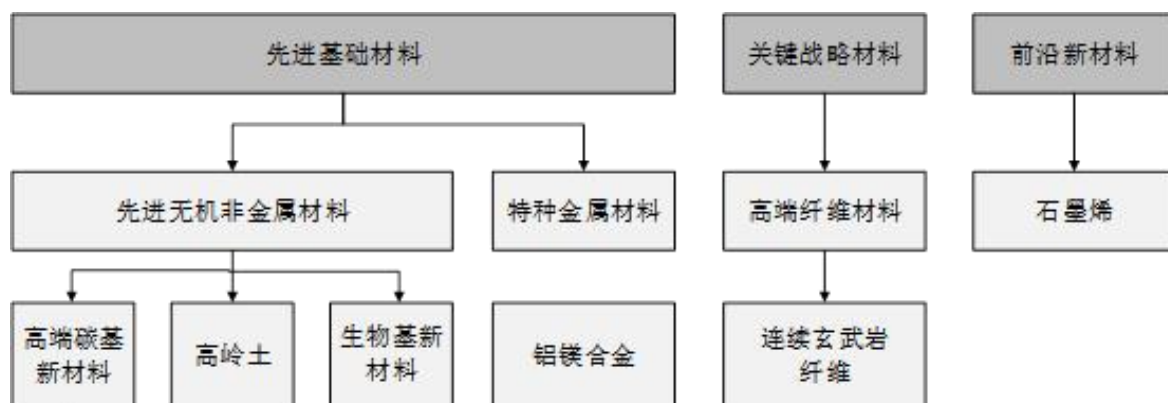 先进基础材料
关键战略材料
前沿新材料
先进无机非金属材料
特种金属材料
高端纤维材料
石墨烯
高端碳基
新材料
高岭土
生物基新
材料
铝镁合金
连续玄武岩
纤维